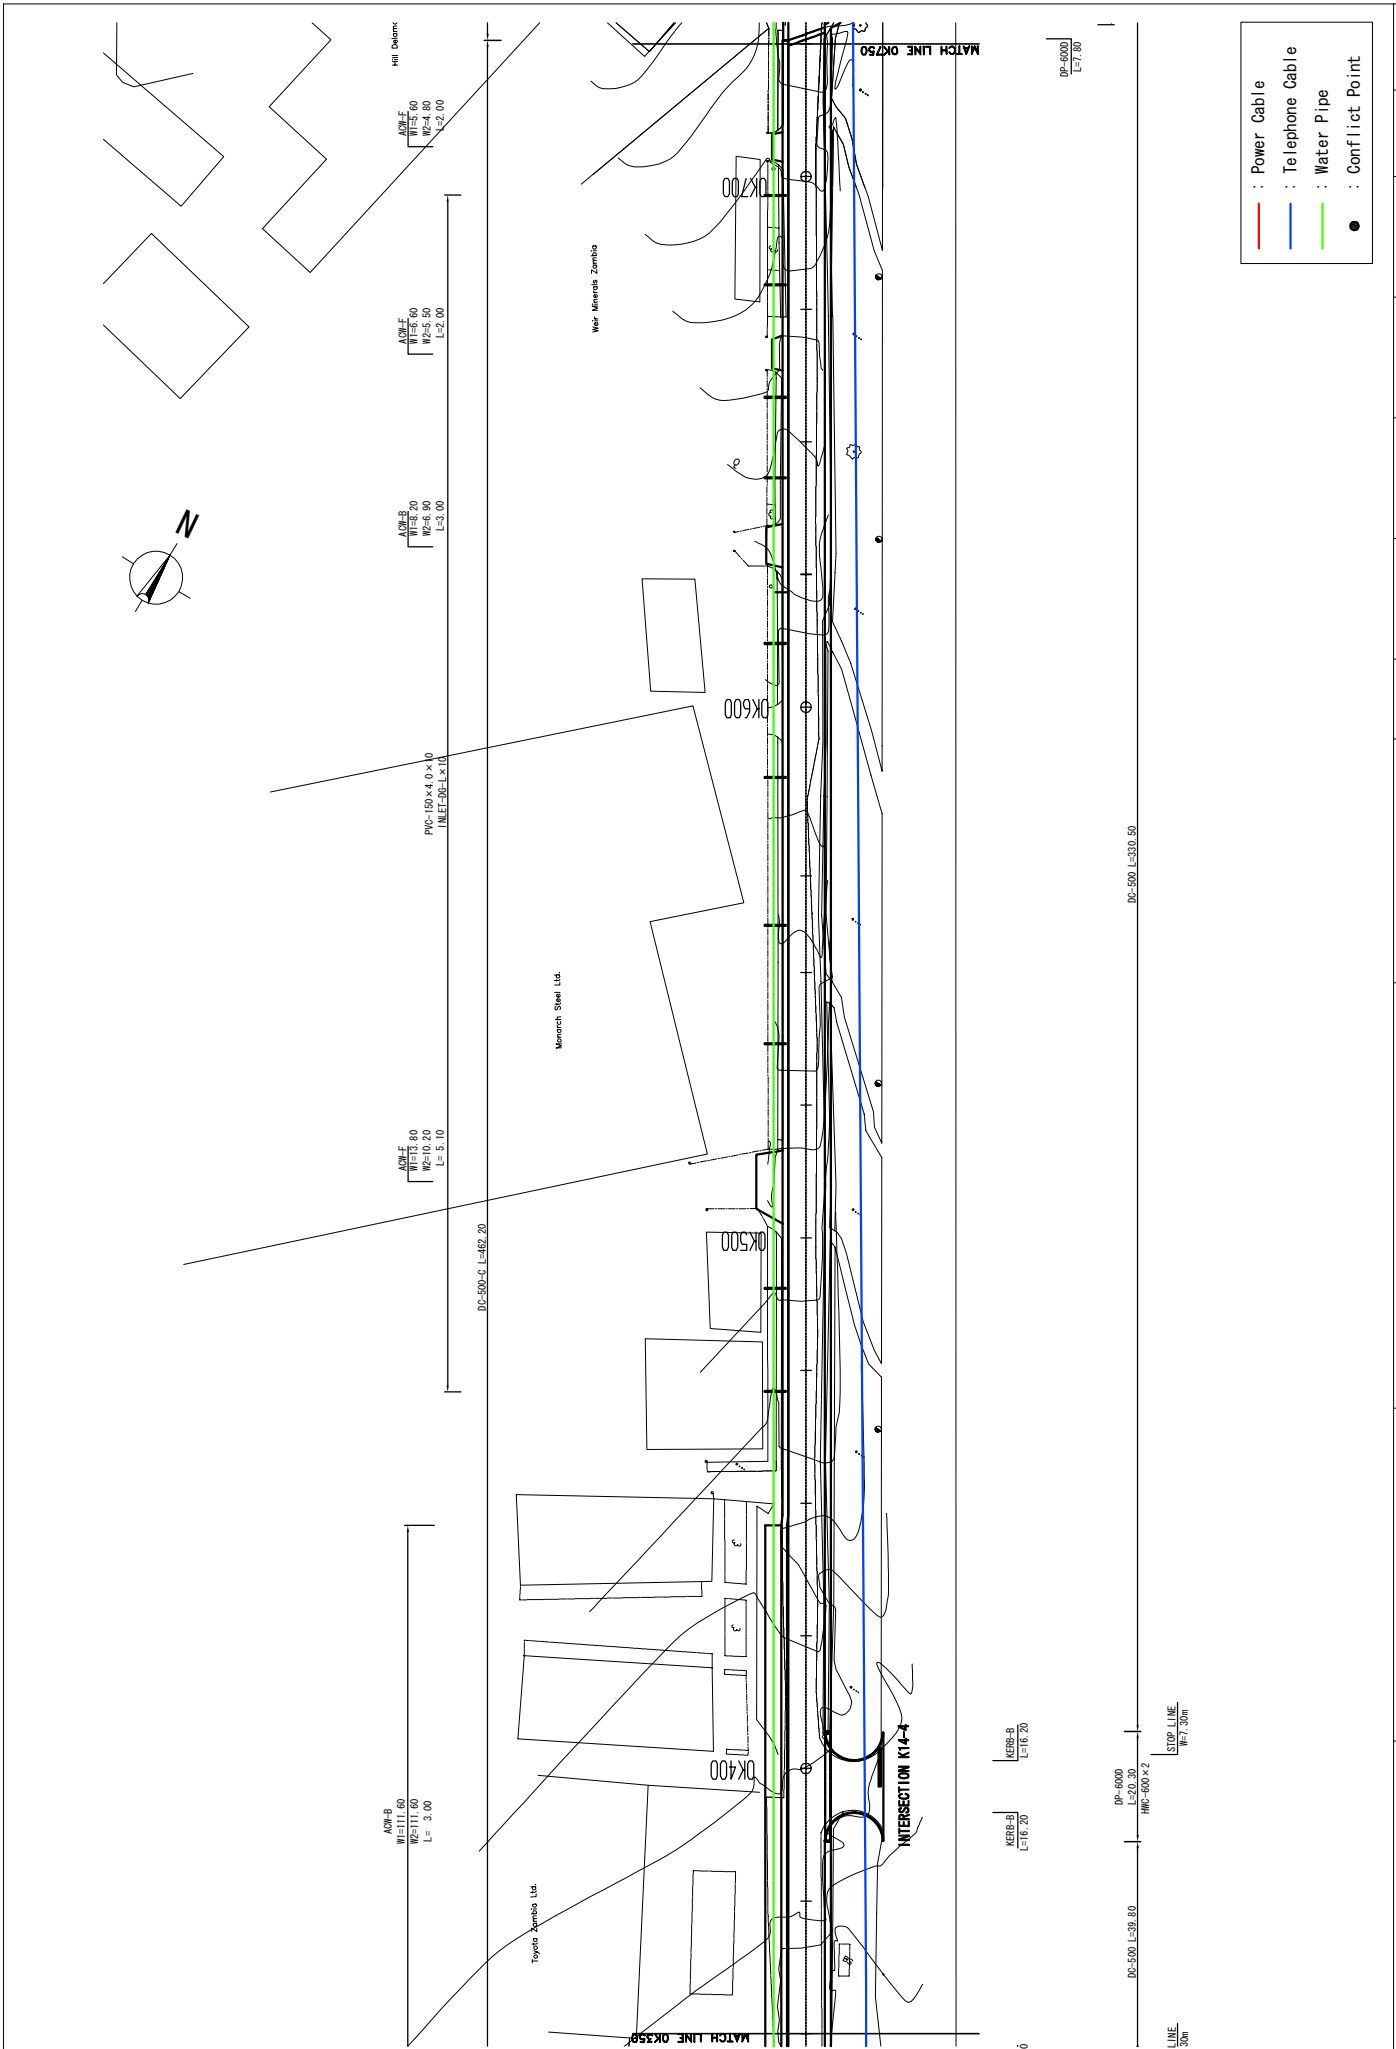 MATCH LINE 0K750
DP-600D
L=7.80
: Power Cable
: Telephone Cable
: Water Pipe
: Conflict Point
ACW-F
W1=5.60
W2=4.80
L=2.00
0K700
Weir Minerals Zambia
ACW-F
W1=6.60
W2=5.50
L=2.00
N
ACW-B
W1=8.20
W2=6.90
L=3.00
0K600
PVC-150×4.0×10
INLET-DG-L×10
DC-500 L=330.50
Monarch Steel Ltd.
ACW-F
W1=13.80
W2=10.20
L= 5.10
DC-500-C L=462.20
0K500
INTERSECTION K14-4
KERB-B
L=16.20
STOP LINE
W=7.30m
0K400
DP-600D
L=20.30
HWC-600×2
KERB-B
L=16.20
ACW-B
W1=111.60
W2=111.60
L= 3.00
Toyota Zambia Ltd.
DC-500 L=39.80
MATCH LINE 0K350
LINE
30m